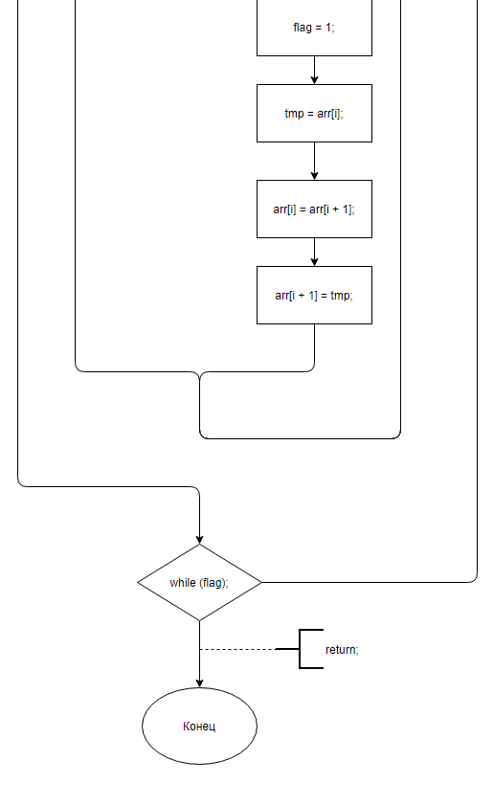 flag = 1;
tmp = arr[i];
arr[i] = arr[i + 1];
arr[i + 1] = tmp;
while (flag);
return;
Конец